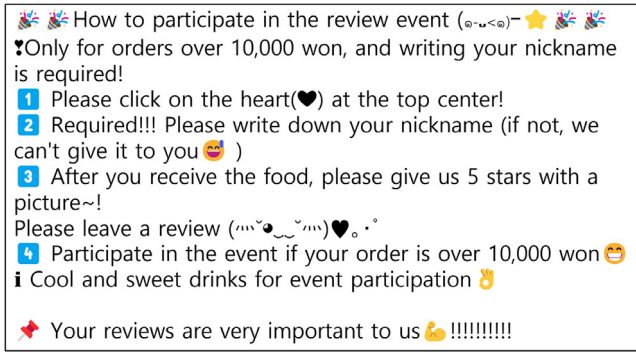 🎉 🎉 How to participate in the review event (๑-ᴗ<๑)–⭐ 🎉 🎉
❣Only for orders over 10,000 won, and writing your nickname
is required!
1️⃣ Please click on the heart(♥) at the top center!
2️⃣ Required!!! Please write down your nickname (if not, we
can't give it to you😅 )
3️⃣ After you receive the food, please give us 5 stars with a
picture~!
Please leave a review (˶˘◕‿‿˘˶)♥｡･ﾟ
4️⃣ Participate in the event if your order is over 10,000 won😁
ℹ Cool and sweet drinks for event participation👌
📌 Your reviews are very important to us💪!!!!!!!!!!